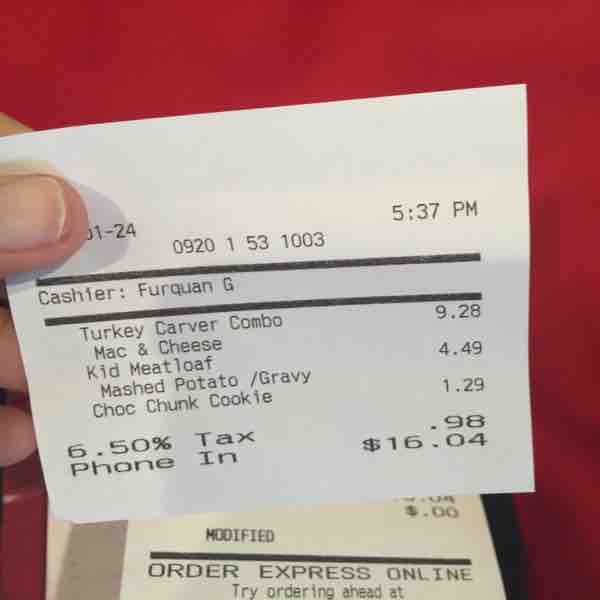 01-24 5:37 PM
0920 1 53 1003
Cashier: Furquan G
Turkey Carver Combo 9.28
Mac & Cheese
Kid Meatloaf 4.49
Mashed Potato /Gravy
Choc Chunk Cookie 1.29
6.50% Tax .98
Phone In $16.04
$.00
MODIFIED
ORDER EXPRESS ONLINE
Try ordering ahead at